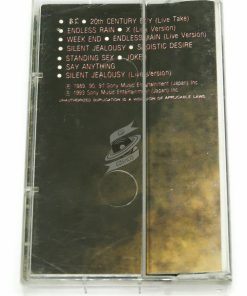 ● 20th CENTURY BOY (Live Take)
ENDLESS RAIN ● X (Live Version)
WEEK END ● ENDLESS RAIN (Live Version)
SILENT JEALOUSY ● SADISTIC DESIRE
STANDING SEX ● JOKER
SAY ANYTHING
SILENT JEALOUSY (Live Version)
℗ 1989, 90, 91 Sony Music Entertainment (Japan) Inc.
℗ 1993 Sony Music Entertainment (Japan) Inc.
UNAUTHORIZED DUPLICATION IS A VIOLATION OF APPLICABLE LAWS.